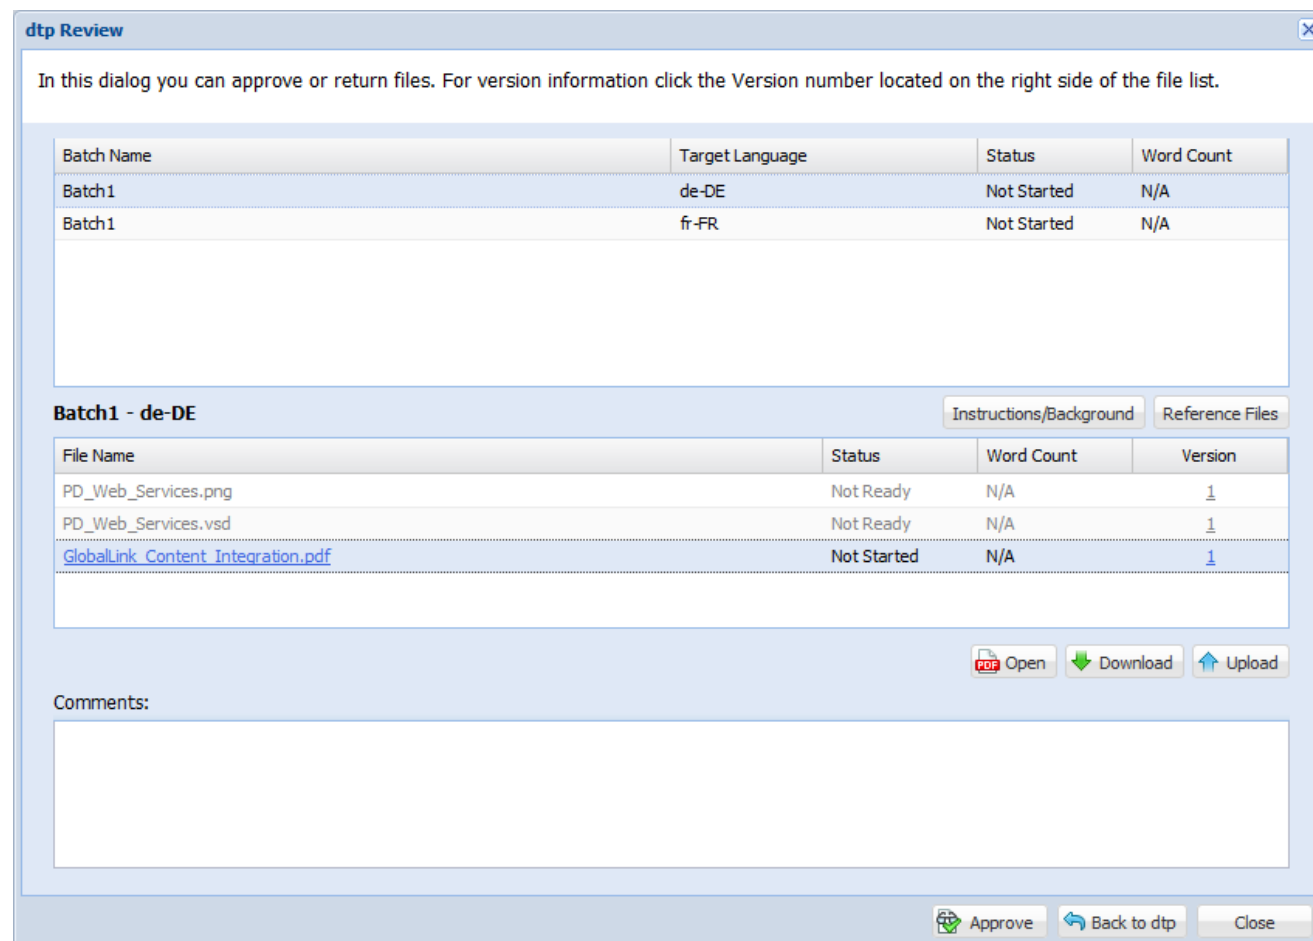 dtp Review
In this dialog you can approve or return files. For version information click the Version number located on the right side of the file list.
Batch Name Target Language Status Word Count
Batch1 de-DE Not Started N/A
Batch1 fr-FR Not Started N/A
Batch1 - de-DE Instructions/Background Reference Files
File Name Status Word Count Version
PD_Web_Services.png Not Ready N/A 1
PD_Web_Services.vsd Not Ready N/A 1
GlobalLink_Content_Integration.pdf Not Started N/A 1
PDF Open Download Upload
Comments:
Approve Back to dtp Close